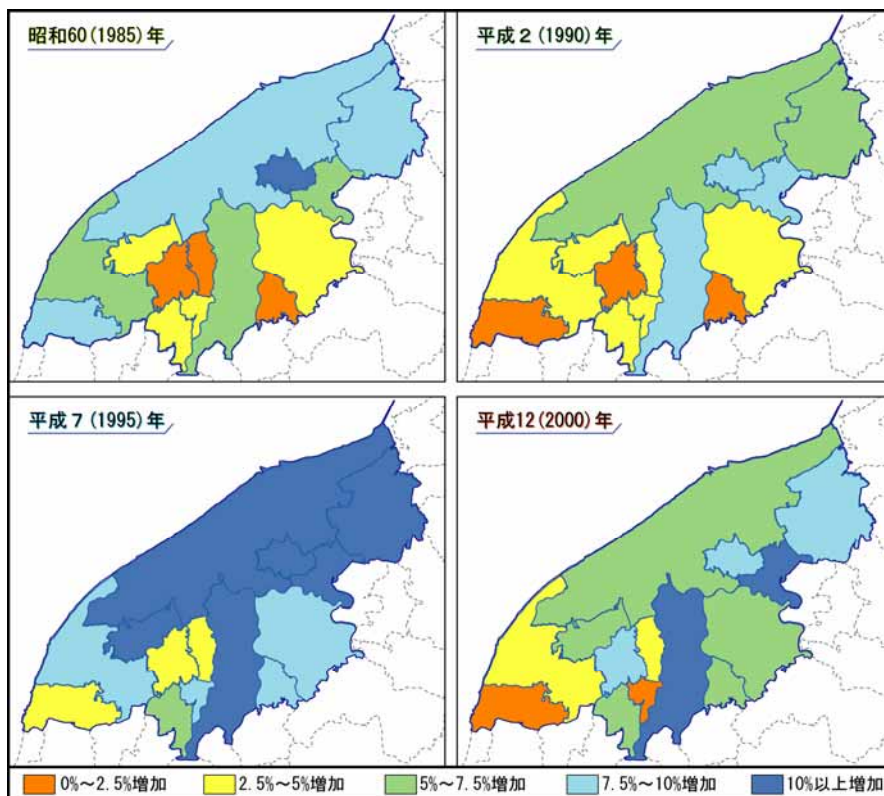 昭和60(1985)年
平成２(1990)年
平成７(1995)年
平成12(2000)年
0%～2.5%増加
2.5%～5%増加
5%～7.5%増加
7.5%～10%増加
10%以上増加